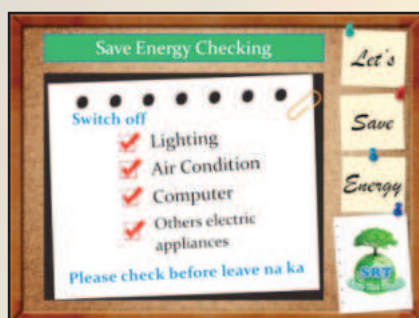 Save Energy Checking
Switch off
Lighting
Air Condition
Computer
Others electric
appliances
Please check before leave na ka
Let's
Save
Energy
SRT